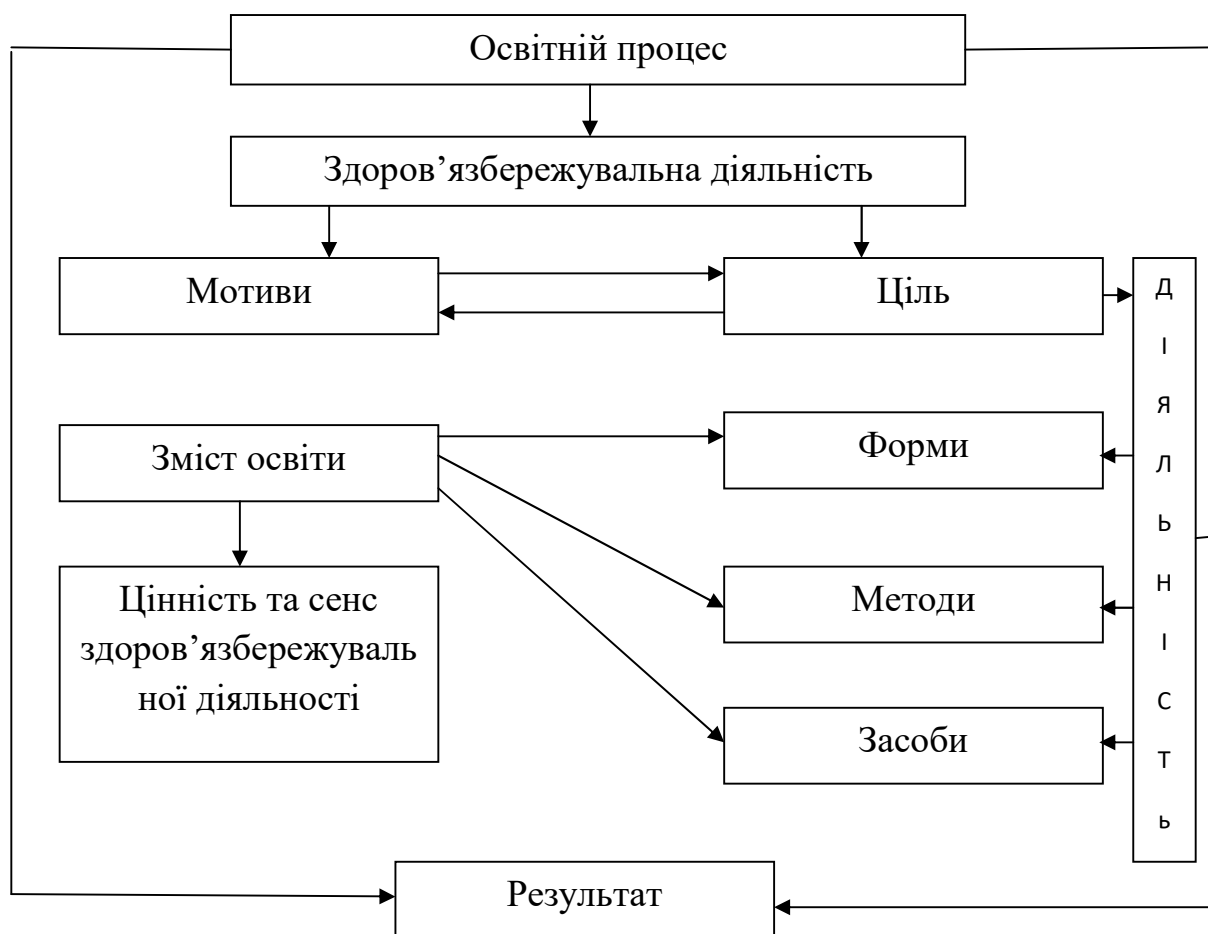 Освітній процес
Здоров’язбережувальна діяльність
Мотиви
Ціль
Зміст освіти
Форми
Цінність та сенс
здоров’язбережуваль
ної діяльності
Методи
Засоби
Д
І
Я
Л
Ь
Н
І
С
Т
Ь
Результат